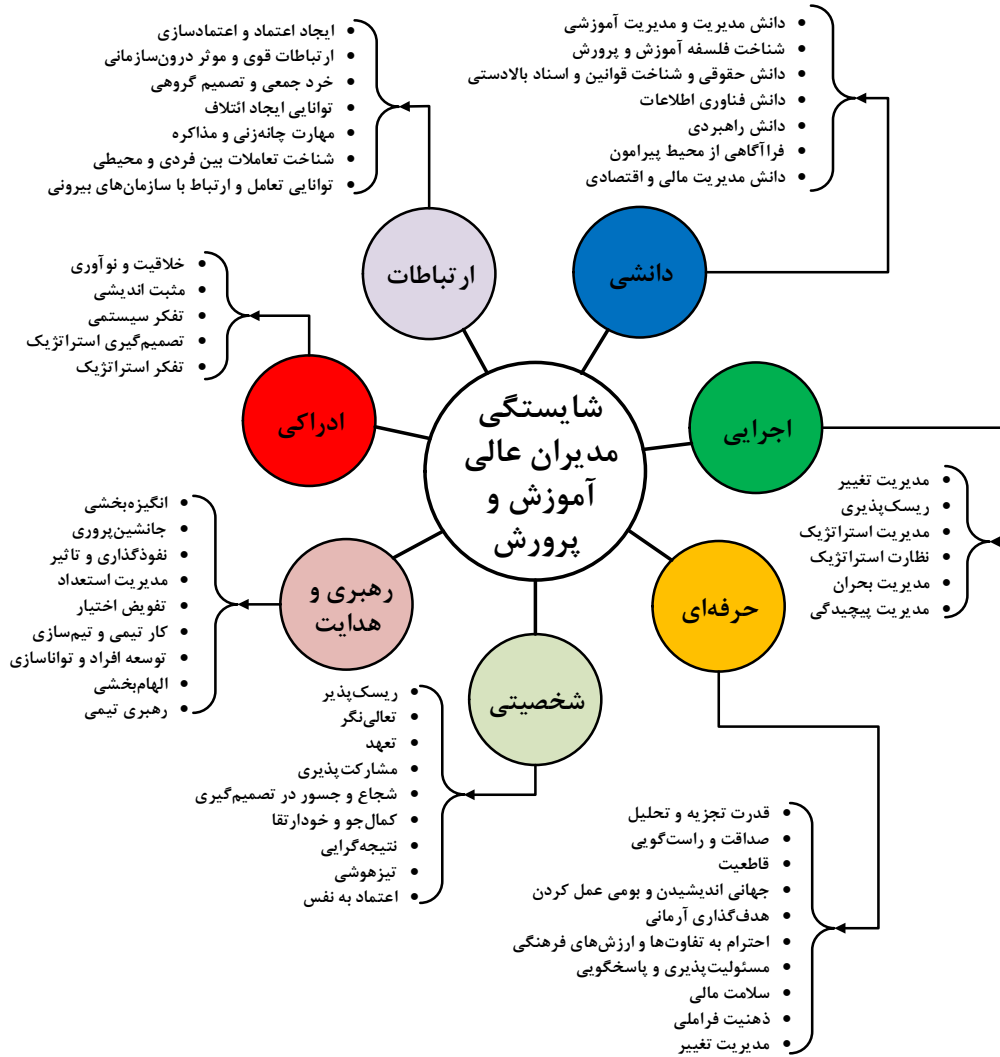 شایستگی
مدیران عالی
آموزش و
پرورش
دانشی
دانش مدیریت و مدیریت آموزشی
شناخت فلسفه آموزش و پرورش
دانش حقوقی و شناخت قوانین و اسناد بالادستی
دانش فناوری اطلاعات
دانش راهبردی
فراآگاهی از محیط پیرامون
دانش مدیریت مالی و اقتصادی
اجرایی
مدیریت تغییر
ریسک‌پذیری
مدیریت استراتژیک
نظارت استراتژیک
مدیریت بحران
مدیریت پیچیدگی
حرفه‌ای
قدرت تجزیه و تحلیل
صداقت و راست‌گویی
قاطعیت
جهانی اندیشیدن و بومی عمل کردن
هدف‌گذاری آرمانی
احترام به تفاوت‌ها و ارزش‌های فرهنگی
مسئولیت‌پذیری و پاسخگویی
سلامت مالی
ذهنیت فراملی
مدیریت تغییر
شخصیتی
ریسک‌پذیر
تعالی‌نگر
تعهد
مشارکت‌پذیری
شجاع و جسور در تصمیم‌گیری
کمال‌جو و خودارتقا
نتیجه‌گرایی
تیزهوشی
اعتماد به نفس
رهبری و
هدایت
انگیزه‌بخشی
جانشین‌پروری
نفوذگذاری و تاثیر
مدیریت استعداد
تفویض اختیار
کار تیمی و تیم‌سازی
توسعه افراد و تواناسازی
الهام‌بخشی
رهبری تیمی
ادراکی
خلاقیت و نوآوری
مثبت اندیشی
تفکر سیستمی
تصمیم‌گیری استراتژیک
تفکر استراتژیک
ارتباطات
ایجاد اعتماد و اعتمادسازی
ارتباطات قوی و موثر درون‌سازمانی
خرد جمعی و تصمیم گروهی
توانایی ایجاد ائتلاف
مهارت چانه‌زنی و مذاکره
شناخت تعاملات بین فردی و محیطی
توانایی تعامل و ارتباط با سازمان‌های بیرونی